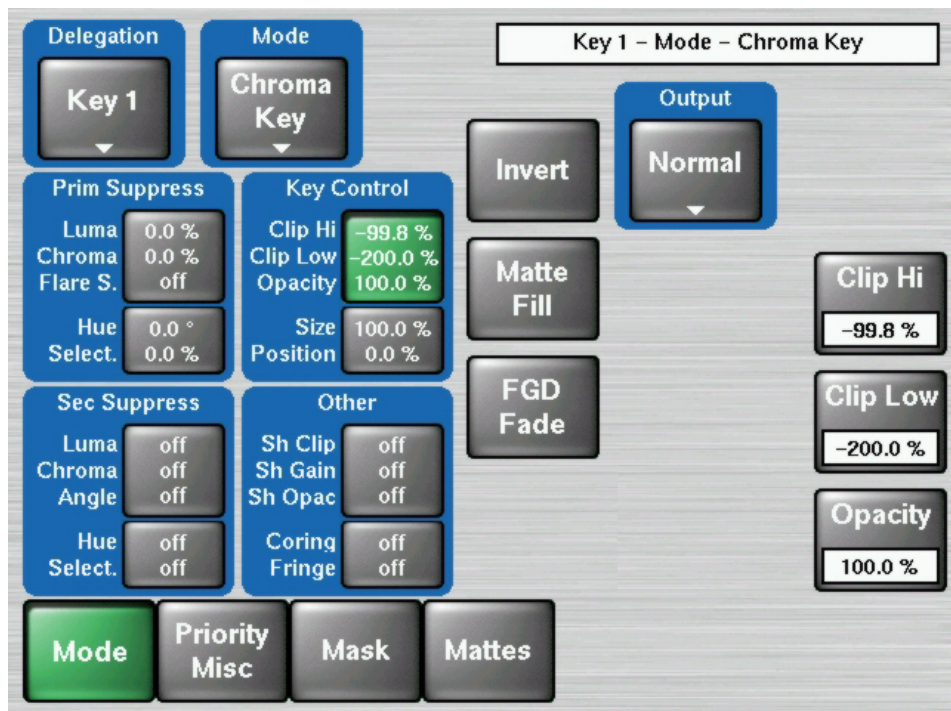 Delegation
Key 1
Mode
Chroma
Key
Key 1 - Mode - Chroma Key
Invert
Output
Normal
Prim Suppress
Luma 0.0 %
Chroma 0.0 %
Flare S. off
Hue 0.0 °
Select. 0.0 %
Key Control
Clip Hi -99.8 %
Clip Low -200.0 %
Opacity 100.0 %
Size 100.0 %
Position 0.0 %
Matte
Fill
FGD
Fade
Clip Hi
-99.8 %
Clip Low
-200.0 %
Opacity
100.0 %
Sec Suppress
Luma off
Chroma off
Angle off
Hue off
Select. off
Other
Sh Clip off
Sh Gain off
Sh Opac off
Coring off
Fringe off
Mode
Priority
Misc
Mask
Mattes